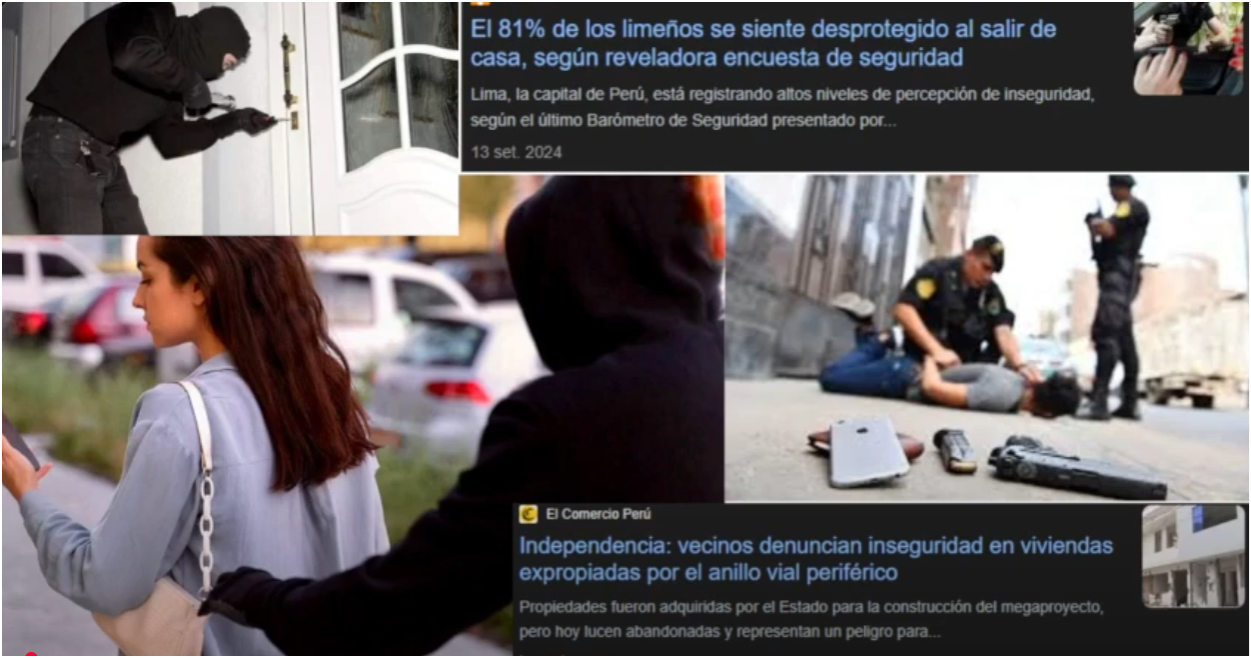 El 81% de los limeños se siente desprotegido al salir de
casa, según reveladora encuesta de seguridad
Lima, la capital de Perú, está registrando altos niveles de percepción de inseguridad,
según el último Barómetro de Seguridad presentado por...
13 set. 2024
El Comercio Perú
Independencia: vecinos denuncian inseguridad en viviendas
expropiadas por el anillo vial periférico
Propiedades fueron adquiridas por el Estado para la construcción del megaproyecto,
pero hoy lucen abandonadas y representan un peligro para...